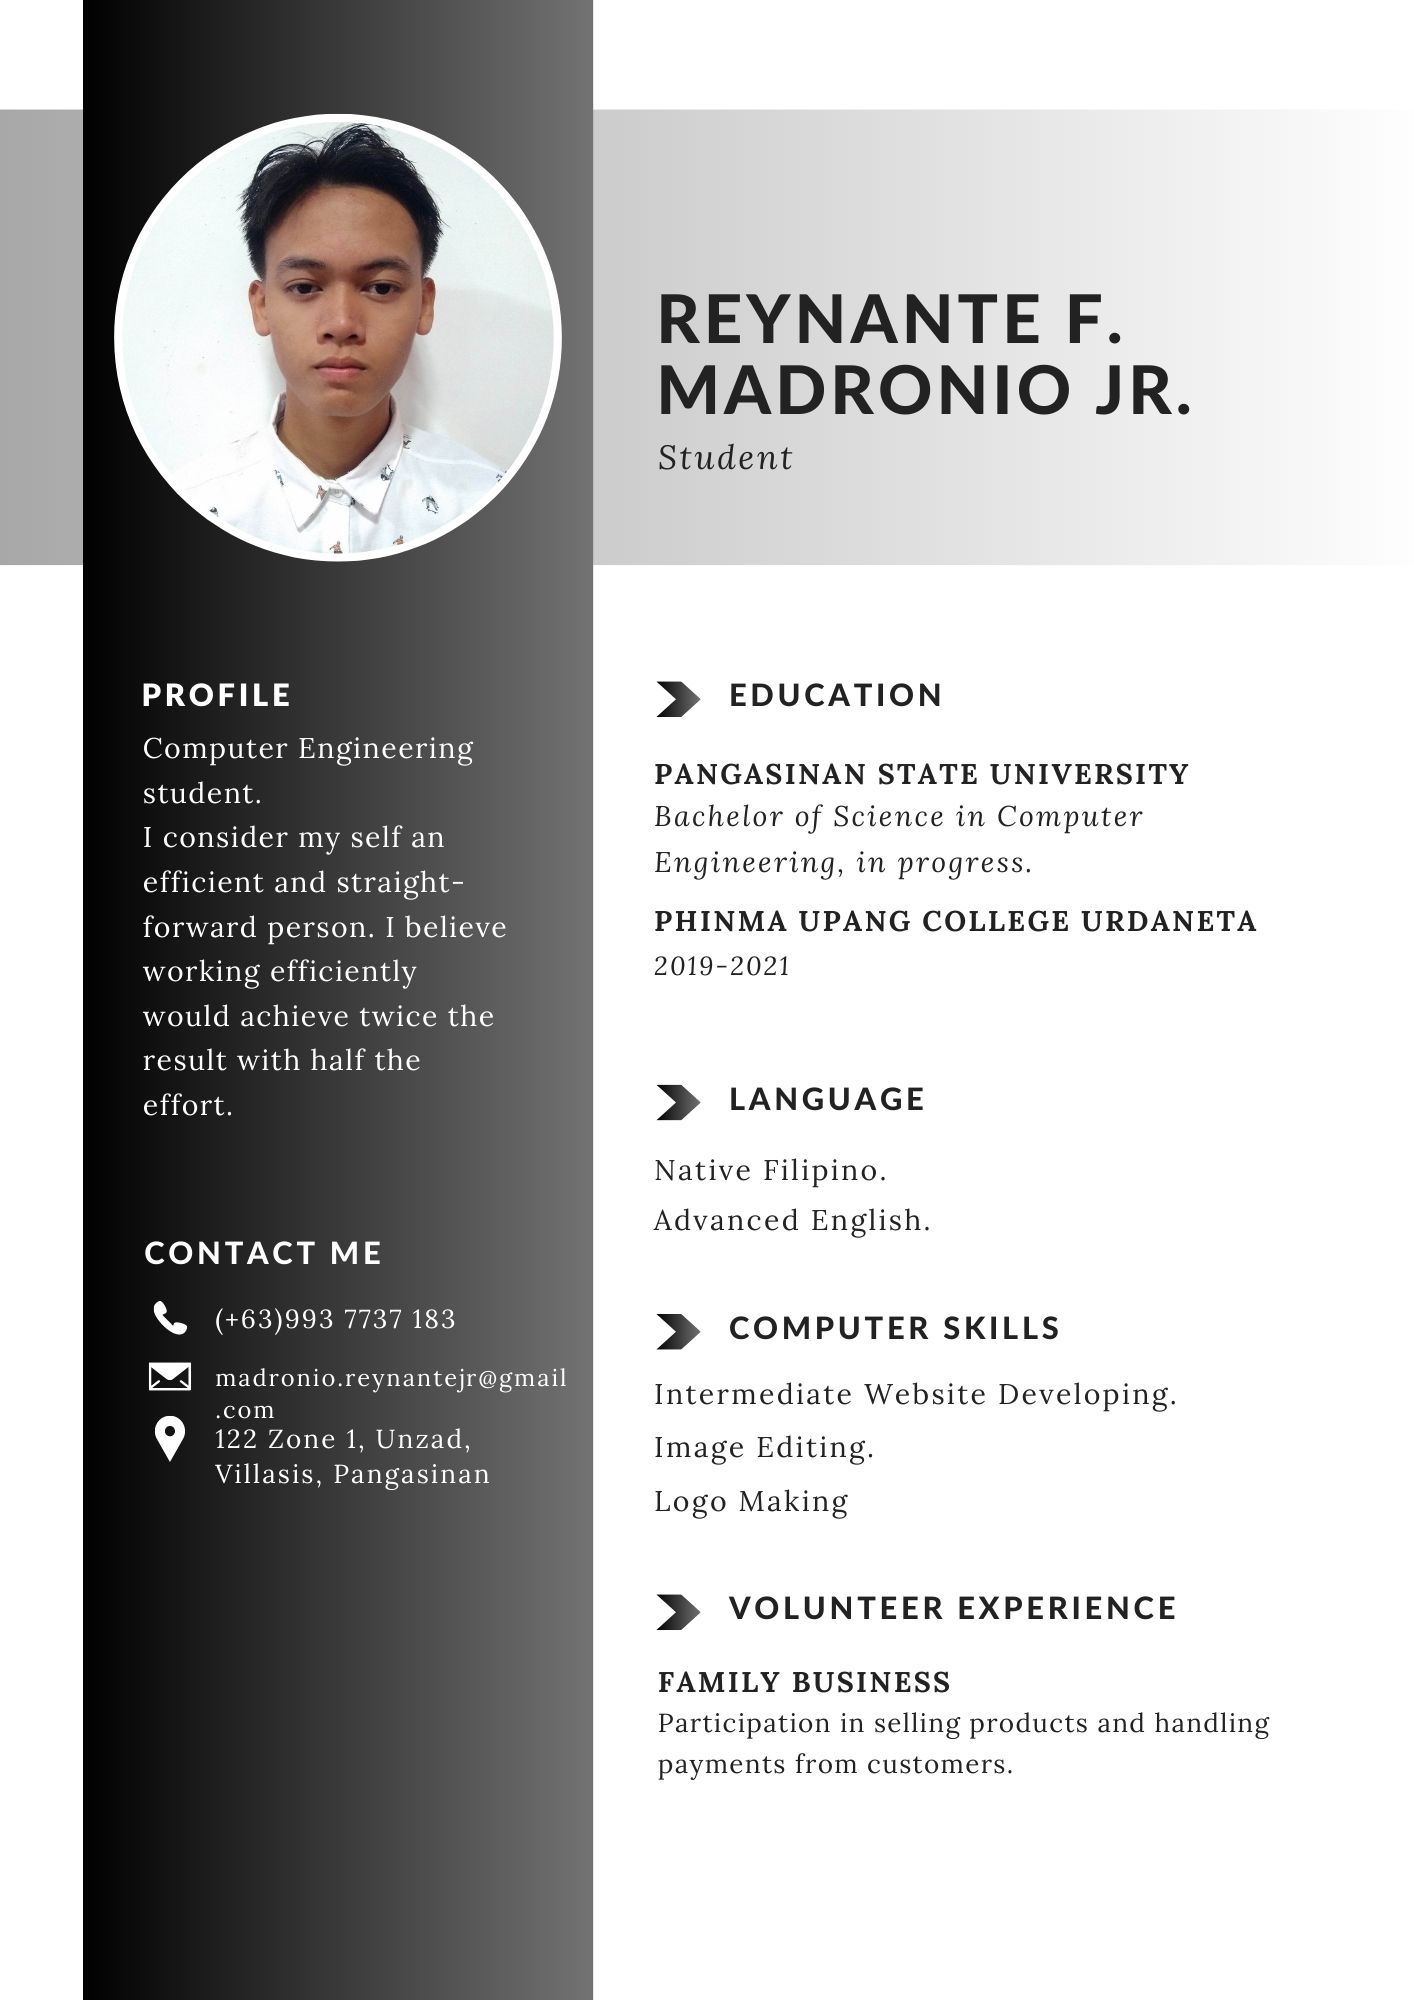 REYNANTE F.
MADRONIO JR.
Student
PROFILE
Computer Engineering
student.
I consider my self an
efficient and straight-
forward person. I believe
working efficiently
would achieve twice the
result with half the
effort.
CONTACT ME
(+63)993 7737 183
madronio.reynantejr@gmail
.com
122 Zone 1, Unzad,
Villasis, Pangasinan
EDUCATION
PANGASINAN STATE UNIVERSITY
Bachelor of Science in Computer
Engineering, in progress.
PHINMA UPANG COLLEGE URDANETA
2019-2021
LANGUAGE
Native Filipino.
Advanced English.
COMPUTER SKILLS
Intermediate Website Developing.
Image Editing.
Logo Making
VOLUNTEER EXPERIENCE
FAMILY BUSINESS
Participation in selling products and handling
payments from customers.